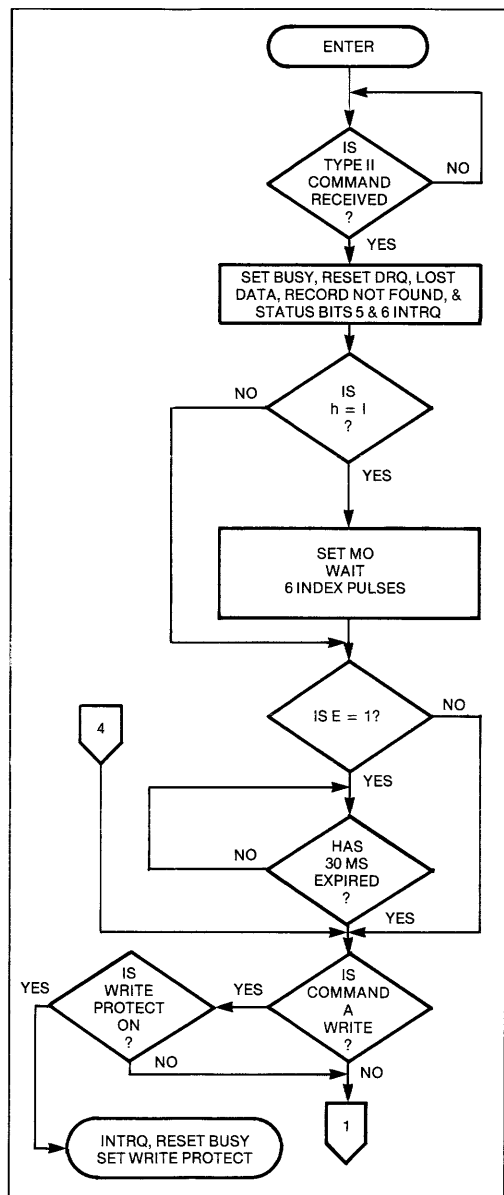 ENTER
IS
TYPE II
COMMAND
RECEIVED
?
NO
YES
SET BUSY, RESET DRQ, LOST
DATA, RECORD NOT FOUND, &
STATUS BITS 5 & 6 INTRQ
NO
IS
h = I
?
YES
SET MO
WAIT
6 INDEX PULSES
4
IS E = 1?
NO
YES
NO
HAS
30 MS
EXPIRED
?
YES
YES
IS
WRITE
PROTECT
ON
?
YES
IS
COMMAND
A
WRITE
?
NO
NO
1
INTRQ, RESET BUSY
SET WRITE PROTECT